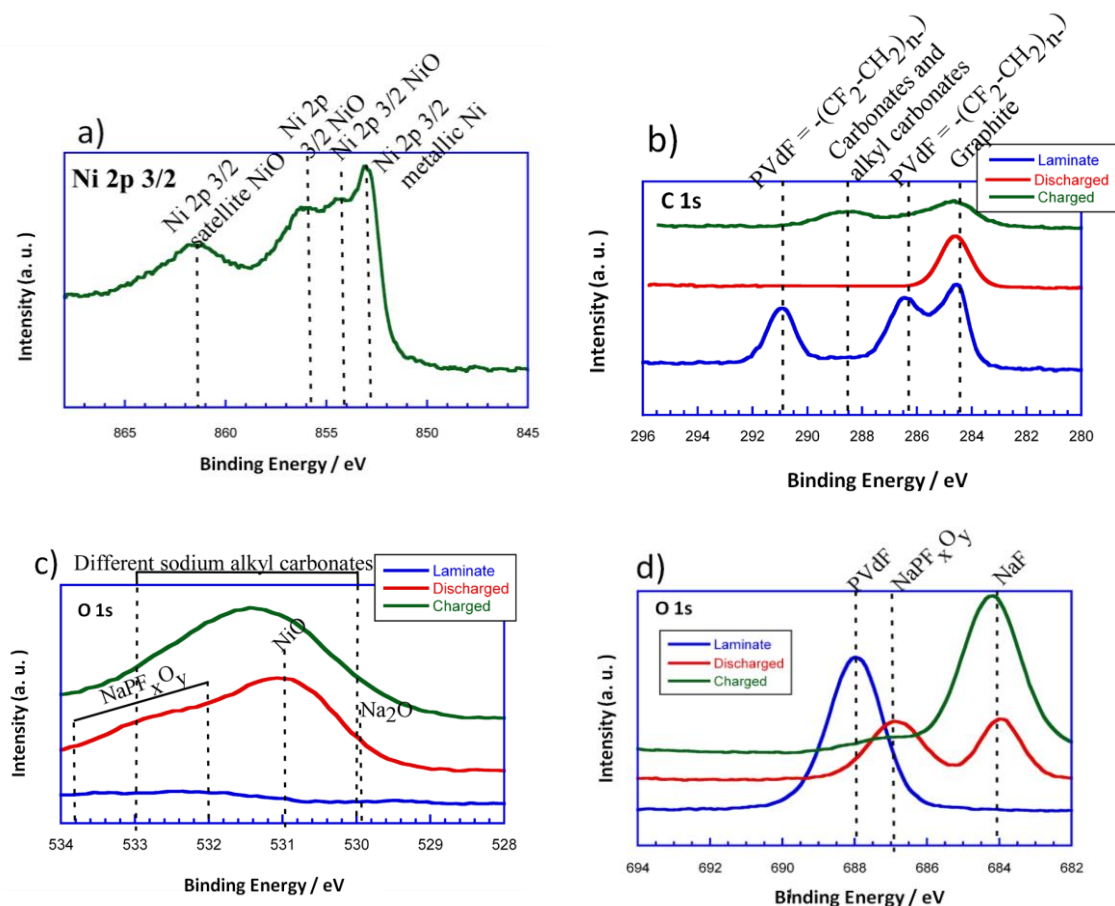 a)
Ni 2p 3/2
Ni 2p 3/2
satellite NiO
Ni 2p
3/2 NiO
Ni 2p 3/2 NiO
Ni 2p 3/2
metallic Ni
Intensity (a. u. )
865 860 855 850 845
Binding Energy / eV
b)
C 1s
PVdF = -(CF2-CH2)n-)
Carbonates and
alkyl carbonates
PVdF = -(CF2-CH2)n-)
Graphite
Laminate
Discharged
Charged
Intensity (a. u. )
296 294 292 290 288 286 284 282 280
Binding Energy / eV
c)
Different sodium alkyl carbonates
O 1s
Laminate
Discharged
Charged
NaPFxOy
NiO
Na2O
Intensity (a. u. )
534 533 532 531 530 529 528
Binding Energy / eV
d)
O 1s
PVdF
NaPFxOy
NaF
Laminate
Discharged
Charged
Intensity (a. u. )
694 692 690 688 686 684 682
Binding Energy / eV